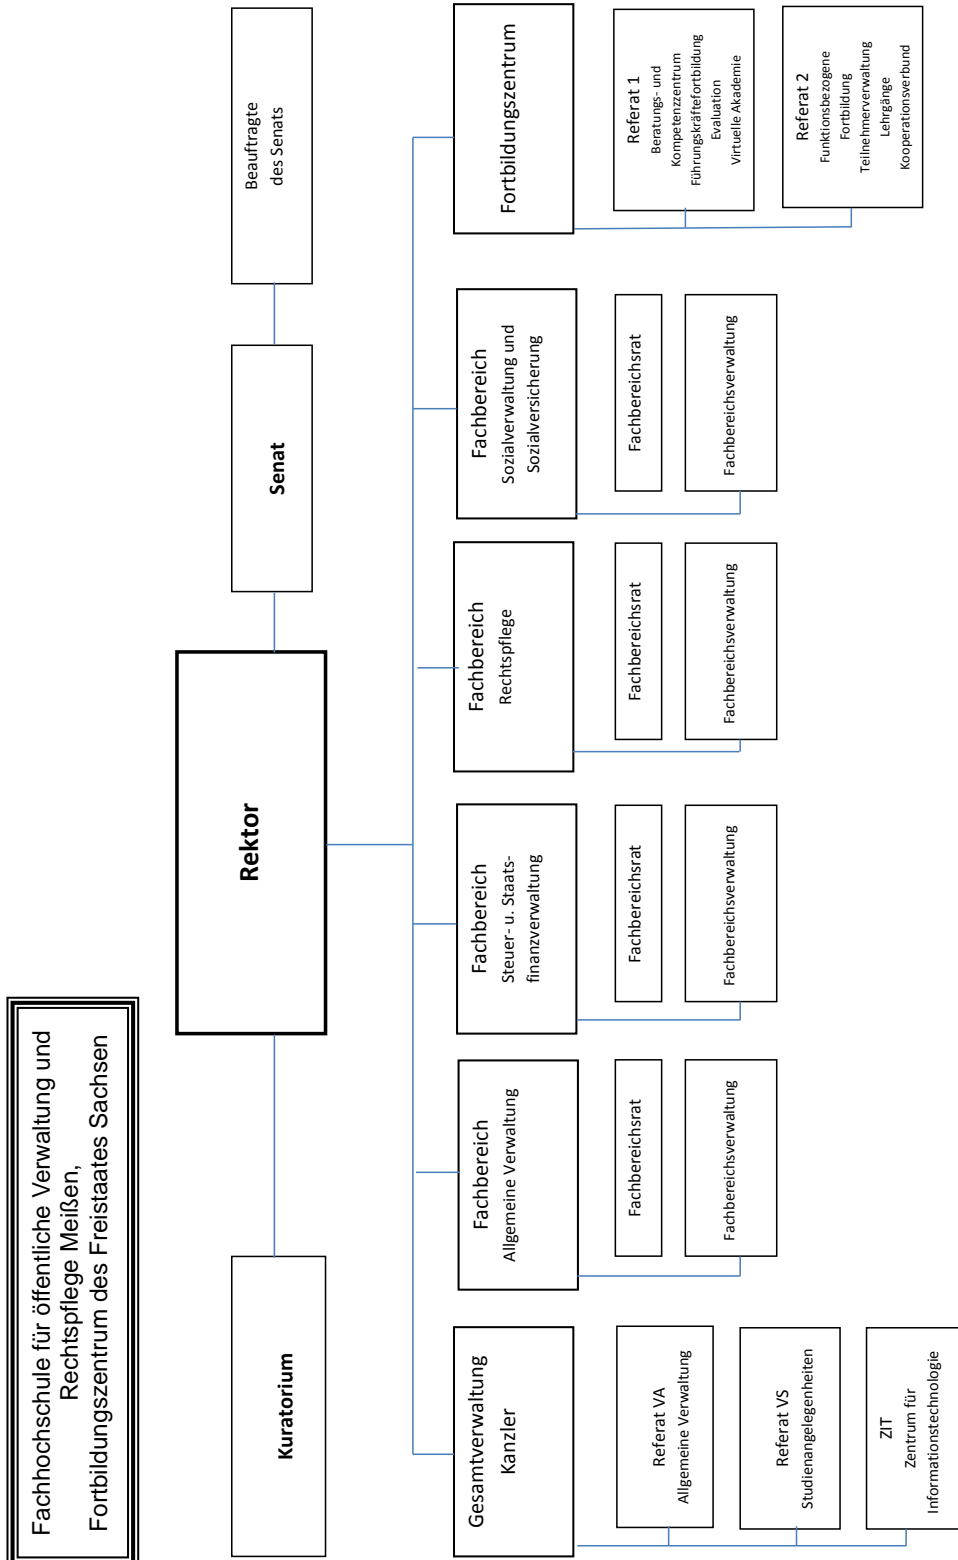 Fachhochschule für öffentliche Verwaltung und
Rechtspflege Meißen,
Fortbildungszentrum des Freistaates Sachsen
Kuratorium
Rektor
Senat
Beauftragte
des Senats
Gesamtverwaltung
Kanzler
Referat VA
Allgemeine Verwaltung
Referat VS
Studienangelegenheiten
ZIT
Zentrum für
Informationstechnologie
Fachbereich
Allgemeine Verwaltung
Fachbereichsrat
Fachbereichsverwaltung
Fachbereich
Steuer- u. Staats-
finanzverwaltung
Fachbereichsrat
Fachbereichsverwaltung
Fachbereich
Rechtspflege
Fachbereichsrat
Fachbereichsverwaltung
Fachbereich
Sozialverwaltung und
Sozialversicherung
Fachbereichsrat
Fachbereichsverwaltung
Fortbildungszentrum
Referat 1
Beratungs- und
Kompetenzzentrum
Führungskräftefortbildung
Evaluation
Virtuelle Akademie
Referat 2
Funktionsbezogene
Fortbildung
Teilnehmerverwaltung
Lehrgänge
Kooperationsverbund